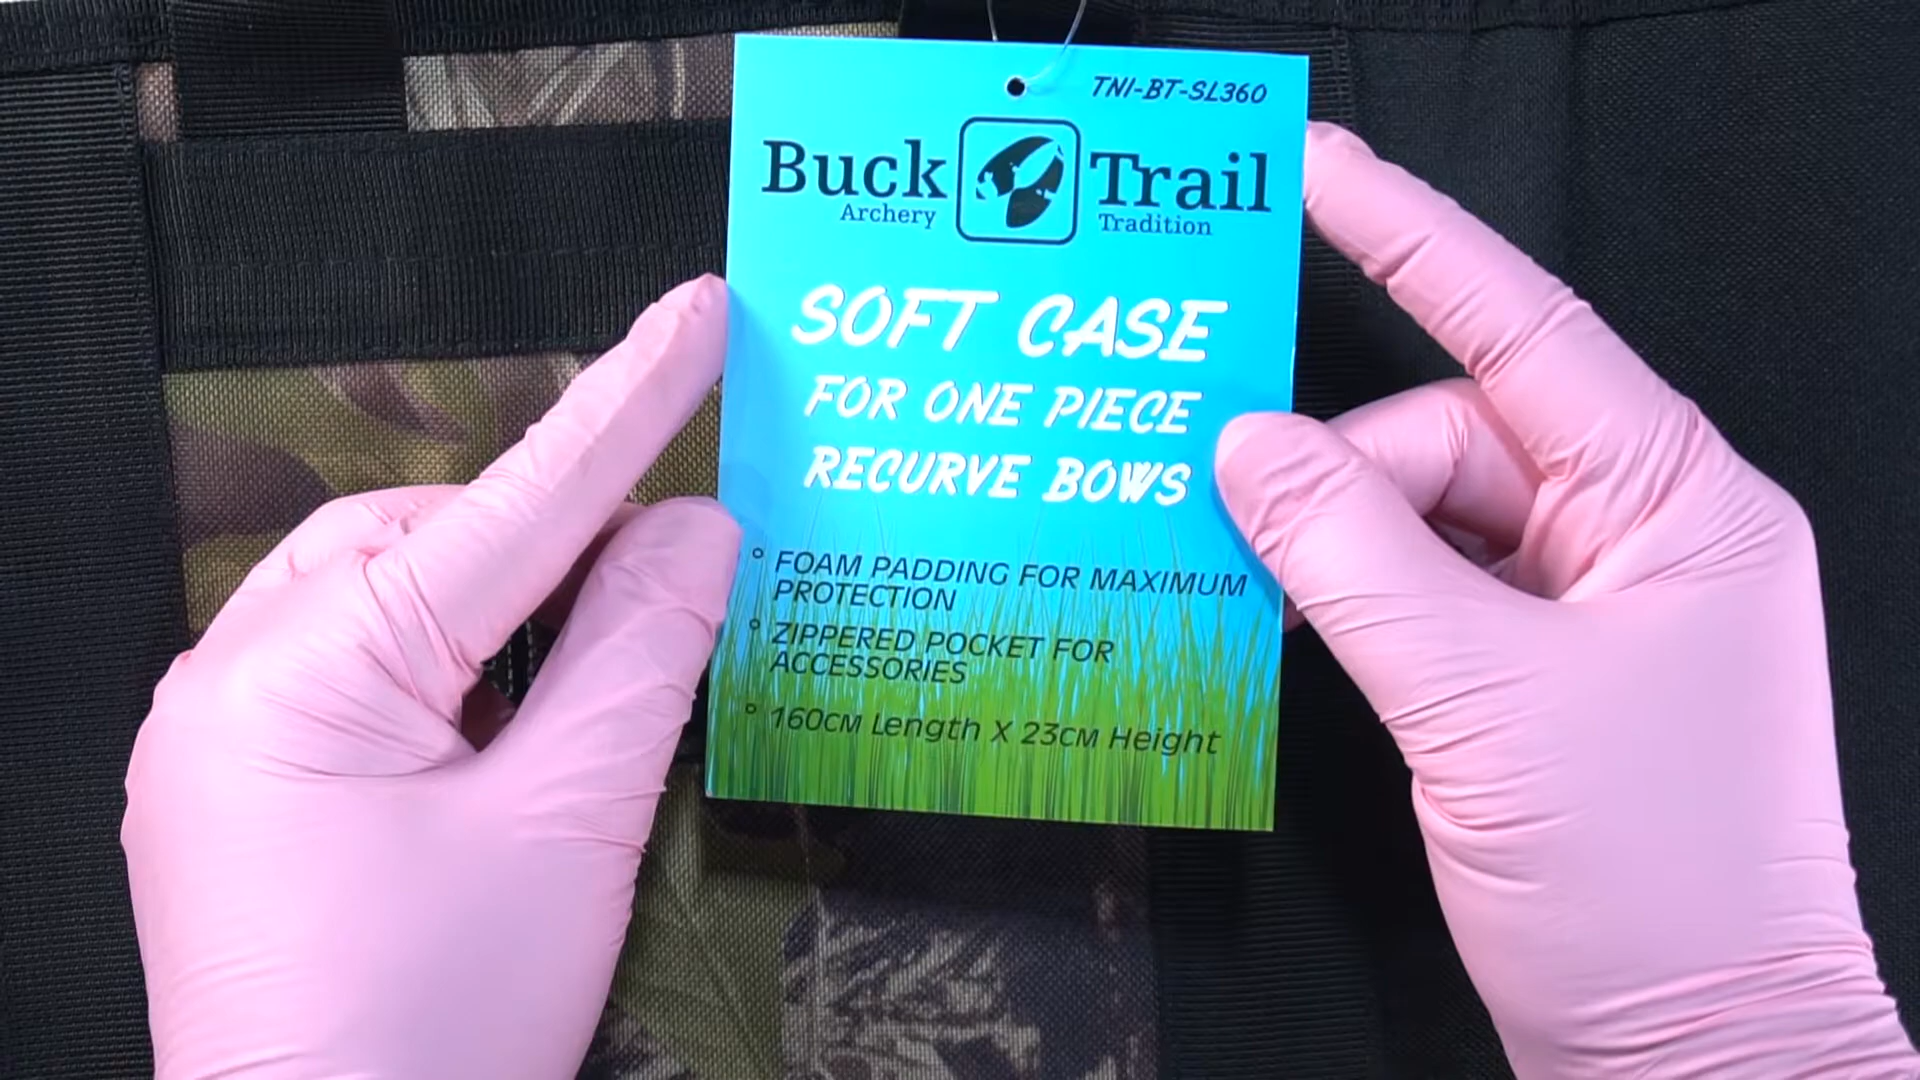 TNI-BT-SL360
Buck Trail
Archery Tradition
SOFT CASE
FOR ONE PIECE
RECURVE BOWS
° FOAM PADDING FOR MAXIMUM
PROTECTION
° ZIPPERED POCKET FOR
ACCESSORIES
° 160CM Length X 23CM Height